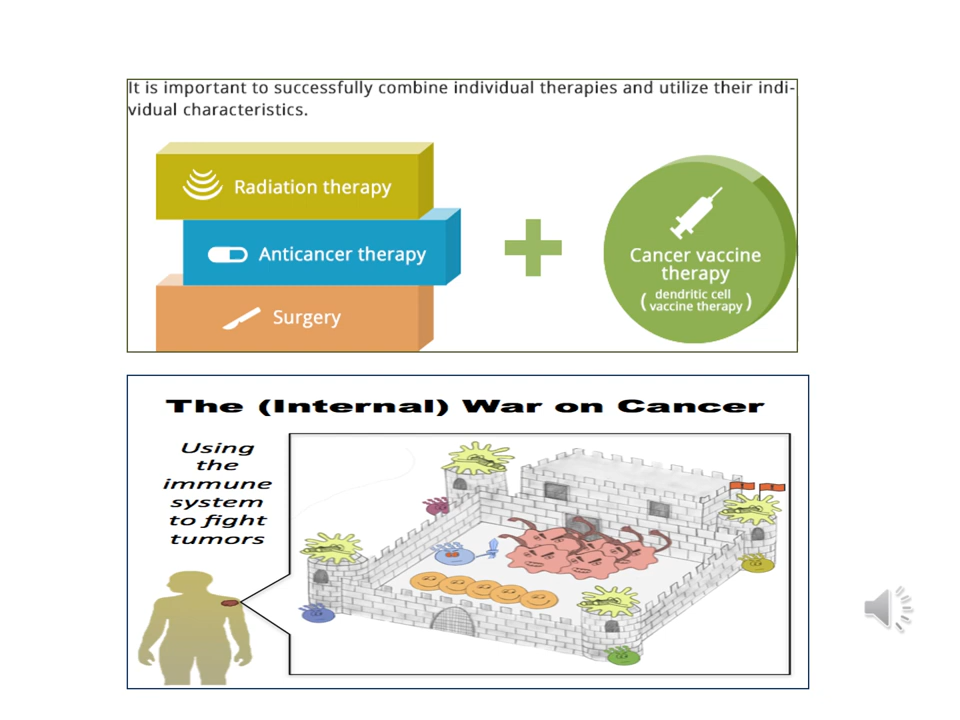 It is important to successfully combine individual therapies and utilize their indi-
vidual characteristics.
Radiation therapy
Anticancer therapy
Surgery
+
Cancer vaccine
therapy
( dendritic cell
vaccine therapy )
The (Internal) War on Cancer
Using
the
immune
system
to fight
tumors